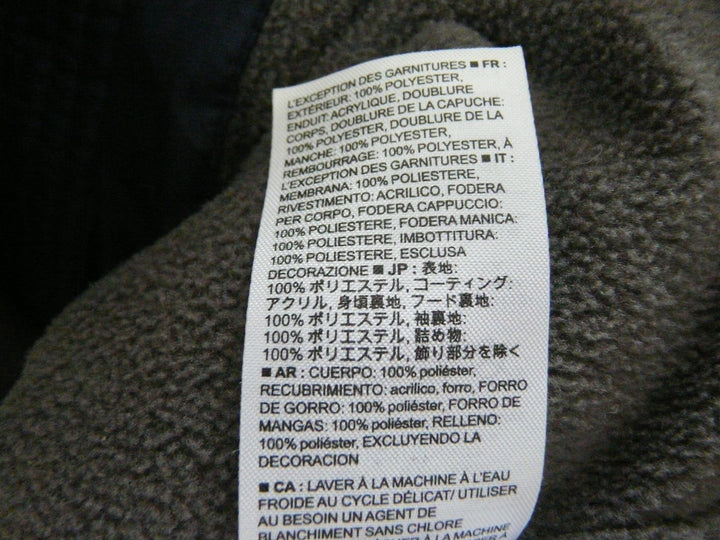 L'EXCEPTION DES GARNITURES ■ FR :
EXTÉRIEUR: 100% POLYESTER,
ENDUIT: ACRYLIQUE, DOUBLURE
CORPS, DOUBLURE DE LA CAPUCHE:
100% POLYESTER, DOUBLURE DE LA
MANCHE: 100% POLYESTER,
REMBOURRAGE: 100% POLYESTER, À
L'EXCEPTION DES GARNITURES ■ IT :
MEMBRANA: 100% POLIESTERE,
RIVESTIMENTO: ACRILICO, FODERA
PER CORPO, FODERA CAPPUCCIO:
100% POLIESTERE, FODERA MANICA:
100% POLIESTERE, IMBOTTITURA:
100% POLIESTERE, ESCLUSA
DECORAZIONE ■ JP : 表地:
100% ポリエステル, コーティング:
アクリル, 身頃裏地, フード裏地:
100% ポリエステル, 袖裏地:
100% ポリエステル, 詰め物:
100% ポリエステル, 飾り部分を除く
■ AR : CUERPO: 100% poliéster,
RECUBRIMIENTO: acrilico, forro, FORRO
DE GORRO: 100% poliéster, FORRO DE
MANGAS: 100% poliéster, RELLENO:
100% poliéster, EXCLUYENDO LA
DECORACION
■ CA : LAVER À LA MACHINE À L'EAU
FROIDE AU CYCLE DÉLICAT/ UTILISER
AU BESOIN UN AGENT DE
BLANCHIMENT SANS CHLORE
À LA MACHINE